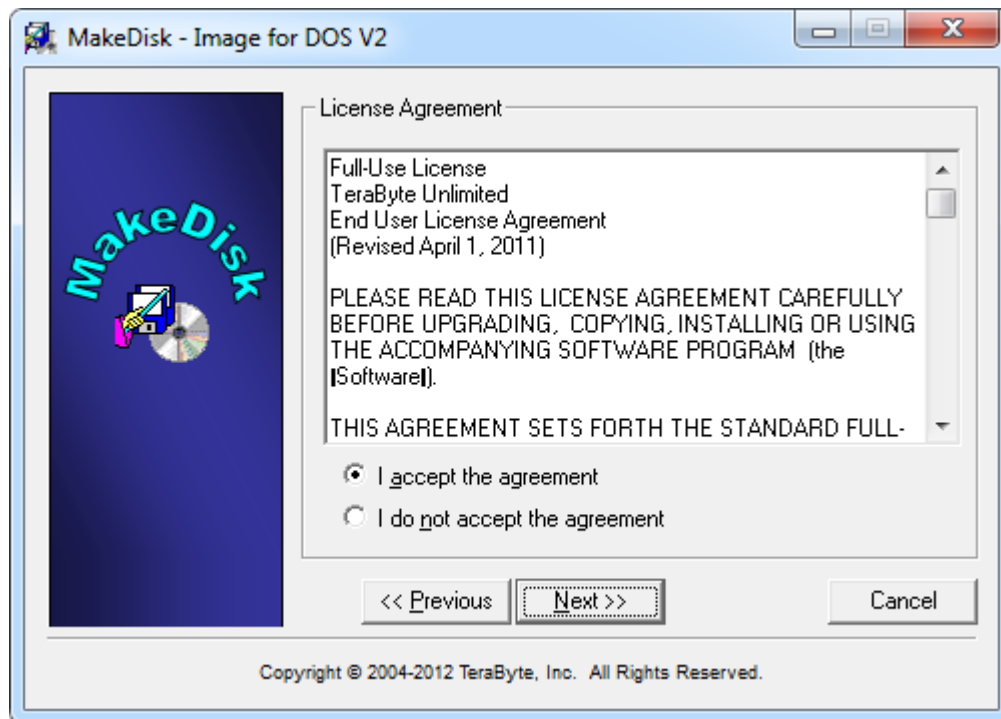 MakeDisk - Image for DOS V2
MakeDisk
License Agreement
Full-Use License
TeraByte Unlimited
End User License Agreement
(Revised April 1, 2011)
PLEASE READ THIS LICENSE AGREEMENT CAREFULLY
BEFORE UPGRADING,  COPYING, INSTALLING OR USING
THE ACCOMPANYING SOFTWARE PROGRAM  (the
❙Software❙).
THIS AGREEMENT SETS FORTH THE STANDARD FULL-
I accept the agreement
I do not accept the agreement
<< Previous
Next >>
Cancel
Copyright © 2004-2012 TeraByte, Inc.  All Rights Reserved.